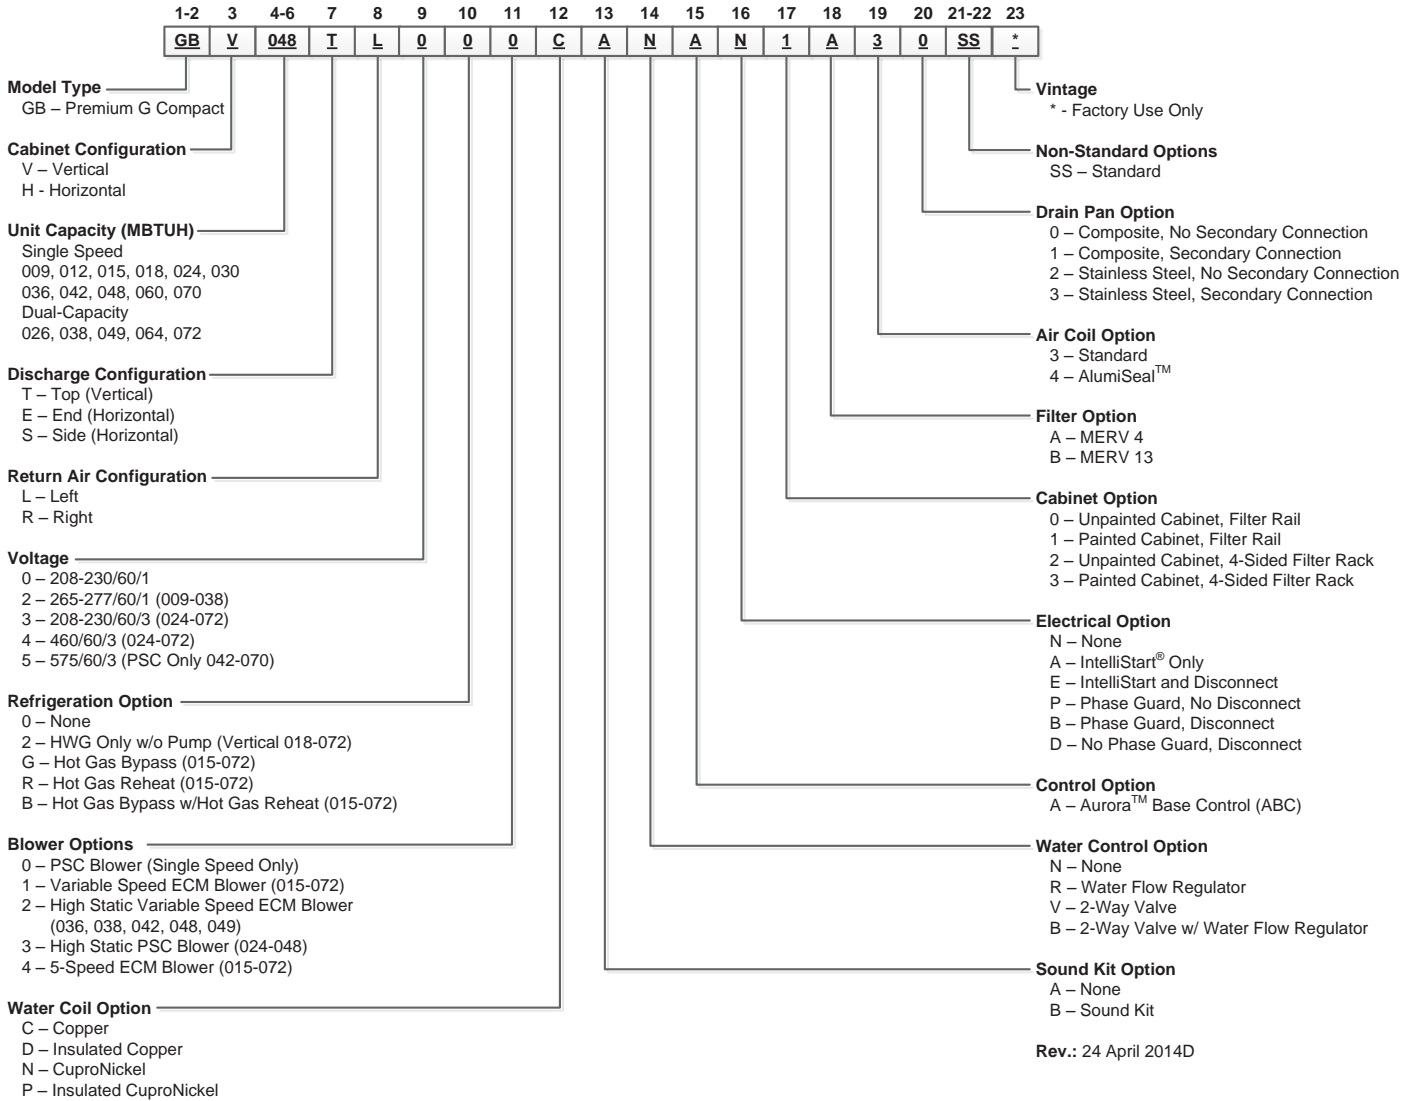 1-2 3 4-6 7 8 9 10 11 12 13 14 15 16 17 18 19 20 21-22 23
GB V 048 T L 0 0 0 C A N A N 1 A 3 0 SS *
Model Type
GB – Premium G Compact
Cabinet Configuration
V – Vertical
H - Horizontal
Unit Capacity (MBTUH)
Single Speed
009, 012, 015, 018, 024, 030
036, 042, 048, 060, 070
Dual-Capacity
026, 038, 049, 064, 072
Discharge Configuration
T – Top (Vertical)
E – End (Horizontal)
S – Side (Horizontal)
Return Air Configuration
L – Left
R – Right
Voltage
0 – 208-230/60/1
2 – 265-277/60/1 (009-038)
3 – 208-230/60/3 (024-072)
4 – 460/60/3 (024-072)
5 – 575/60/3 (PSC Only 042-070)
Refrigeration Option
0 – None
2 – HWG Only w/o Pump (Vertical 018-072)
G – Hot Gas Bypass (015-072)
R – Hot Gas Reheat (015-072)
B – Hot Gas Bypass w/Hot Gas Reheat (015-072)
Blower Options
0 – PSC Blower (Single Speed Only)
1 – Variable Speed ECM Blower (015-072)
2 – High Static Variable Speed ECM Blower
(036, 038, 042, 048, 049)
3 – High Static PSC Blower (024-048)
4 – 5-Speed ECM Blower (015-072)
Water Coil Option
C – Copper
D – Insulated Copper
N – CuproNickel
P – Insulated CuproNickel
Vintage
* - Factory Use Only
Non-Standard Options
SS – Standard
Drain Pan Option
0 – Composite, No Secondary Connection
1 – Composite, Secondary Connection
2 – Stainless Steel, No Secondary Connection
3 – Stainless Steel, Secondary Connection
Air Coil Option
3 – Standard
4 – AlumiSeal™
Filter Option
A – MERV 4
B – MERV 13
Cabinet Option
0 – Unpainted Cabinet, Filter Rail
1 – Painted Cabinet, Filter Rail
2 – Unpainted Cabinet, 4-Sided Filter Rack
3 – Painted Cabinet, 4-Sided Filter Rack
Electrical Option
N – None
A – IntelliStart® Only
E – IntelliStart and Disconnect
P – Phase Guard, No Disconnect
B – Phase Guard, Disconnect
D – No Phase Guard, Disconnect
Control Option
A – Aurora™ Base Control (ABC)
Water Control Option
N – None
R – Water Flow Regulator
V – 2-Way Valve
B – 2-Way Valve w/ Water Flow Regulator
Sound Kit Option
A – None
B – Sound Kit
Rev.: 24 April 2014D